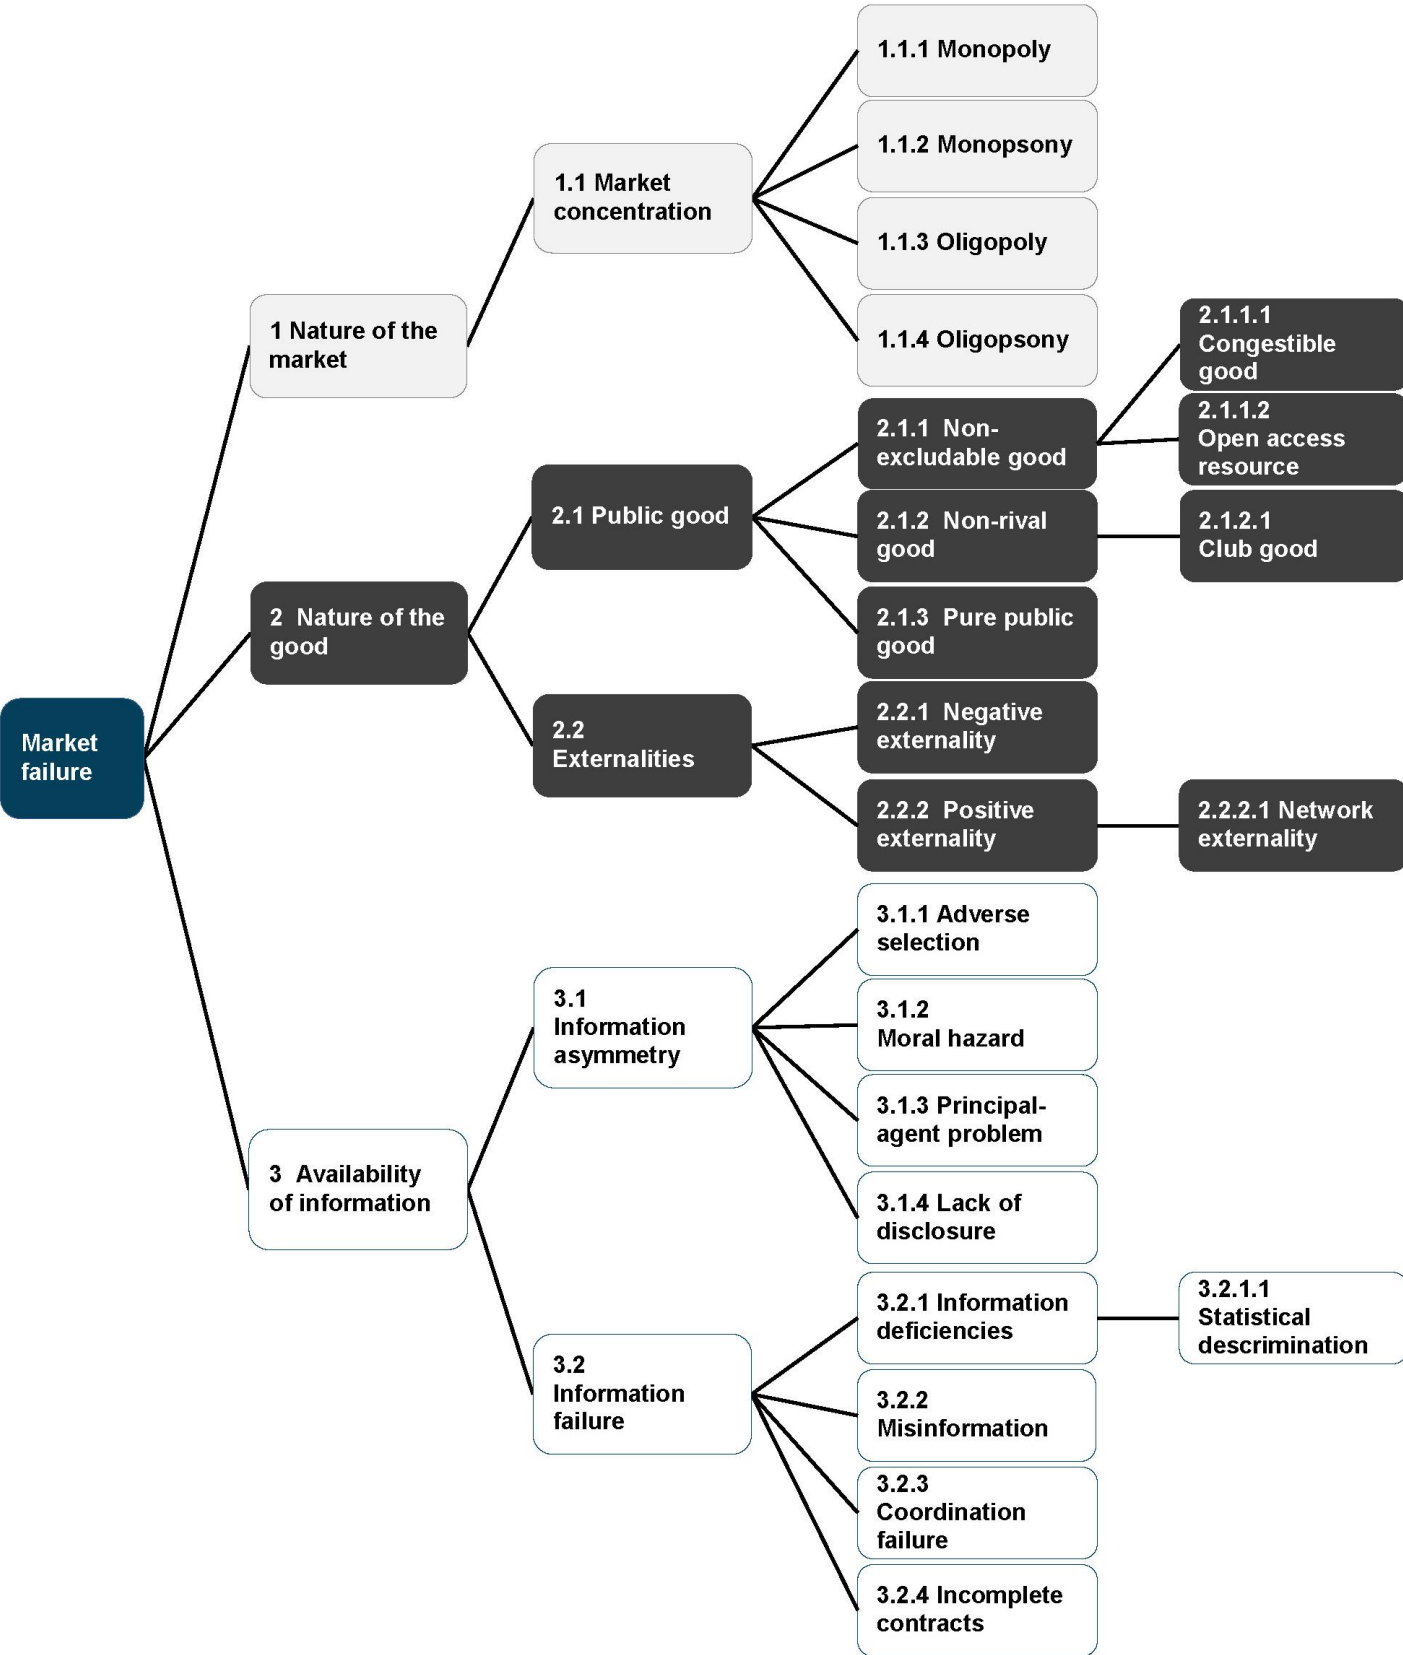 Market
failure
1 Nature of the
market
1.1 Market
concentration
1.1.1 Monopoly
1.1.2 Monopsony
1.1.3 Oligopoly
1.1.4 Oligopsony
2 Nature of the
good
2.1 Public good
2.1.1 Non-
excludable good
2.1.1.1
Congestible
good
2.1.1.2
Open access
resource
2.1.2 Non-rival
good
2.1.2.1
Club good
2.1.3 Pure public
good
2.2
Externalities
2.2.1 Negative
externality
2.2.2 Positive
externality
2.2.2.1 Network
externality
3 Availability
of information
3.1
Information
asymmetry
3.1.1 Adverse
selection
3.1.2
Moral hazard
3.1.3 Principal-
agent problem
3.1.4 Lack of
disclosure
3.2
Information
failure
3.2.1 Information
deficiencies
3.2.1.1
Statistical
descrimination
3.2.2
Misinformation
3.2.3
Coordination
failure
3.2.4 Incomplete
contracts